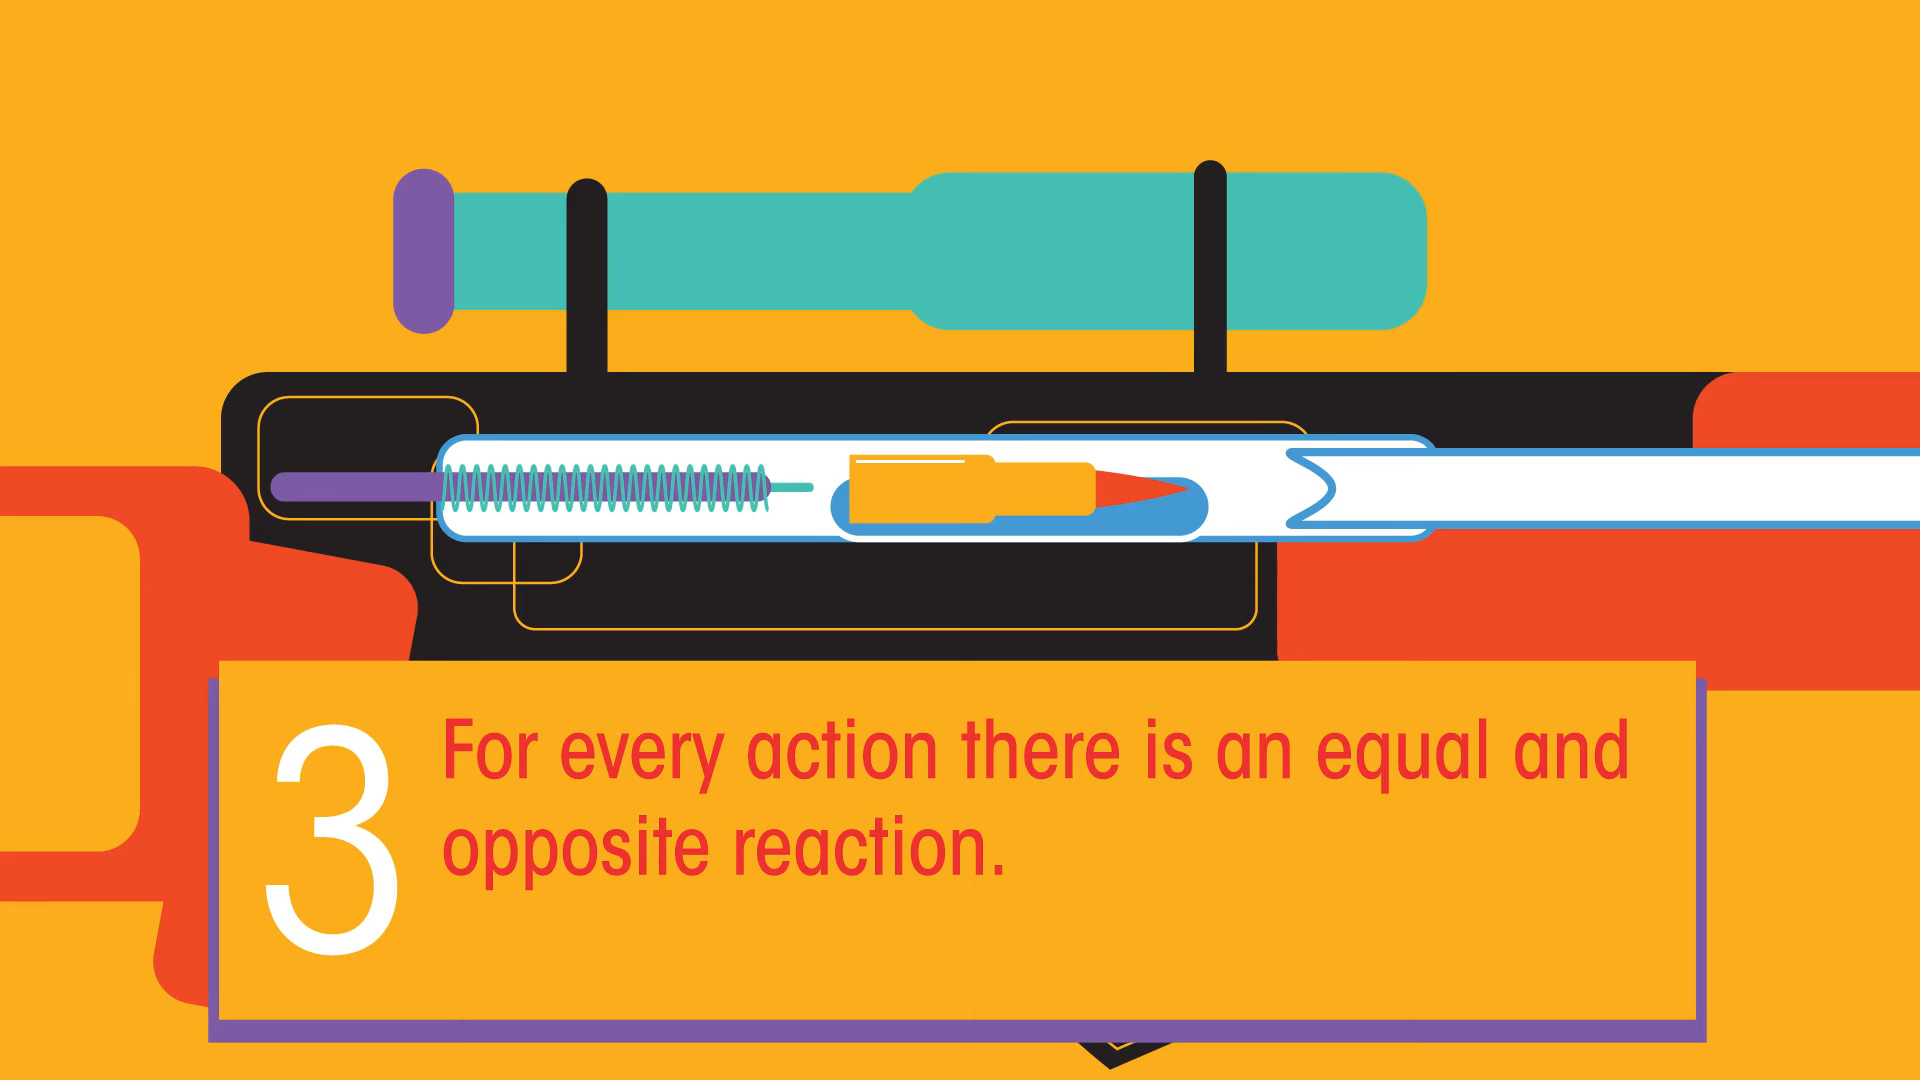 3
For every action there is an equal and
opposite reaction.